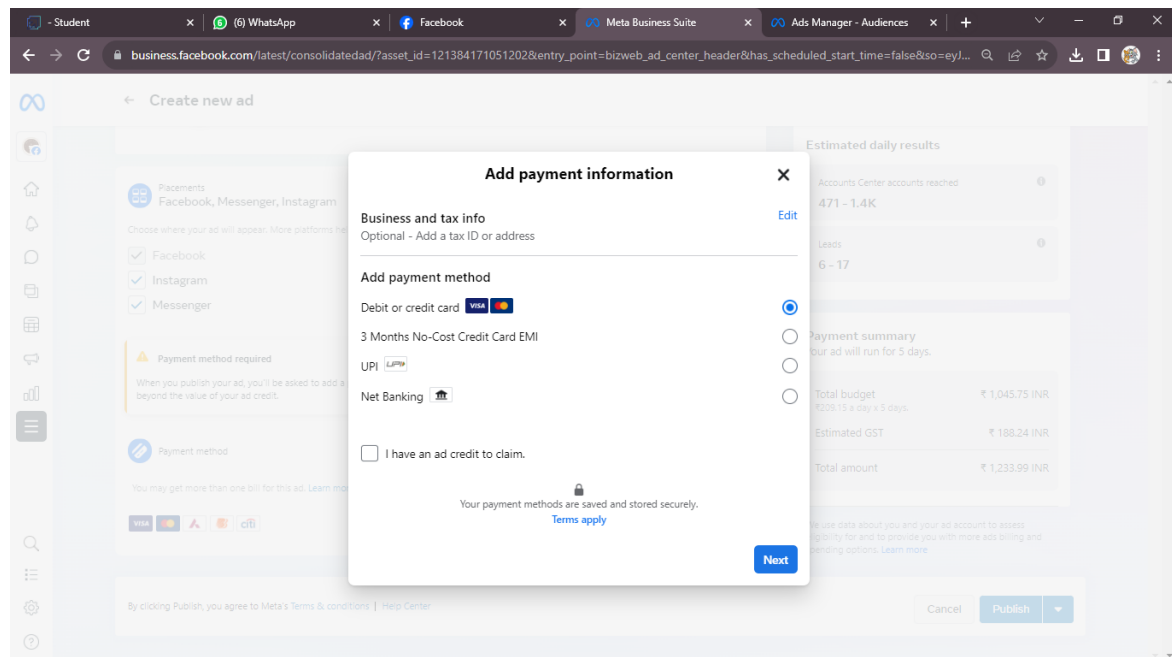 - Student
(6) WhatsApp
Facebook
Meta Business Suite
Ads Manager - Audiences
business.facebook.com/latest/consolidatedad/?asset_id=121384171051202&entry_point=bizweb_ad_center_header&has_scheduled_start_time=false&so=eyJ...
Create new ad
Placements
Facebook, Messenger, Instagram
Choose where your ad will appear. More platforms
Facebook
Instagram
Messenger
Payment method required
When you publish your ad, you'll be asked to add a
beyond the value of your ad credit.
Payment method
You may get more than one bill for this ad. Learn
VISA
citi
By clicking Publish, you agree to Meta's Terms & conditions | Help Center
Add payment information
Business and tax info
Edit
Optional - Add a tax ID or address
Add payment method
Debit or credit card VISA
3 Months No-Cost Credit Card EMI
UPI UPI
Net Banking
I have an ad credit to claim.
Your payment methods are saved and stored securely.
Terms apply
Next
Estimated daily results
Accounts Center accounts reached
471 - 1.4K
Leads
6 - 17
Payment summary
Your ad will run for 5 days.
Total budget ₹ 1,045.75 INR
₹209.15 a day x 5 days.
Estimated GST ₹ 188.24 INR
Total amount ₹ 1,233.99 INR
We use data about you and your ad account to assess
eligibility for and to provide you with more ads billing and
spending options. Learn more
Cancel
Publish